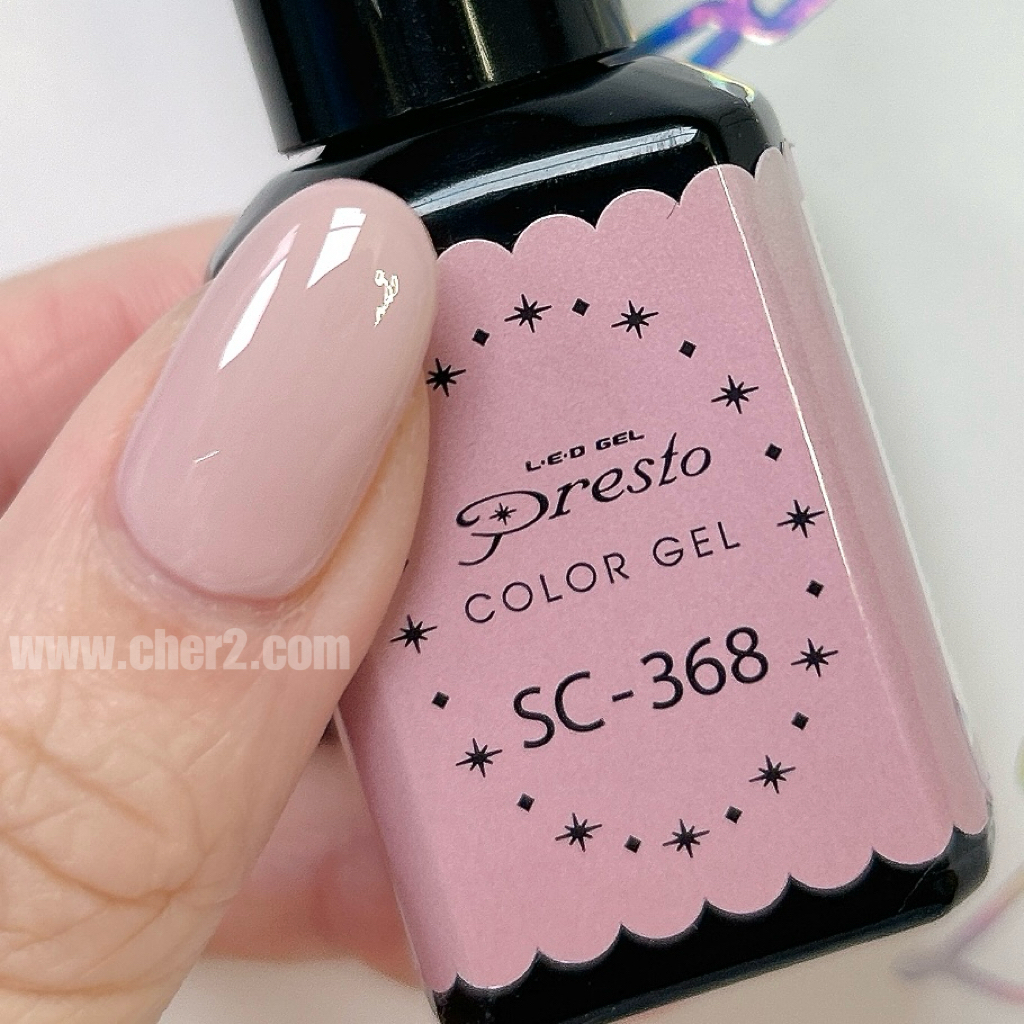 L·E·D GEL
Presto
COLOR GEL
SC-368
www.cher2.com